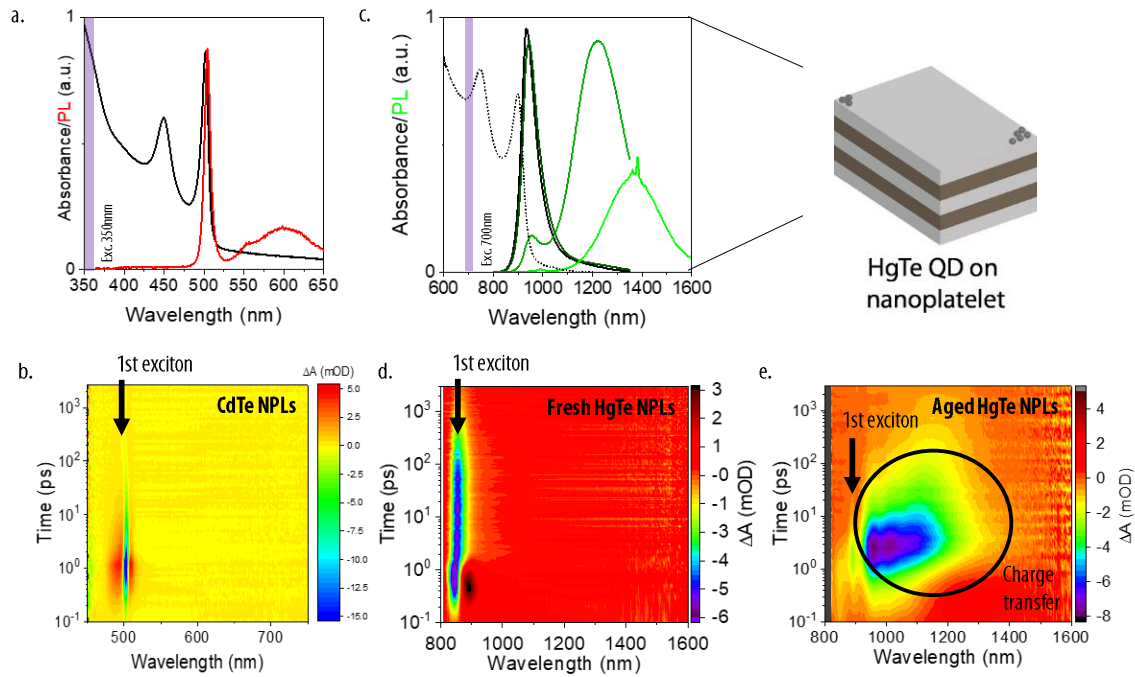 a.
Absorbance/PL (a.u.)
1
0
Exc. 350nm
350 400 450 500 550 600 650
Wavelength (nm)
c.
Absorbance/PL (a.u.)
1
0
Exc. 700nm
600 800 1000 1200 1400 1600
Wavelength (nm)
HgTe QD on
nanoplatelet
b.
1st exciton
ΔA (mOD)
CdTe NPLs
Time (ps)
10³
10²
10¹
10⁰
10⁻¹
500 600 700
Wavelength (nm)
5.0
2.5
0.0
-2.5
-5.0
-7.5
-10.0
-12.5
-15.0
d.
1st exciton
Fresh HgTe NPLs
Time (ps)
10³
10²
10¹
10⁰
10⁻¹
800 1000 1200 1400 1600
Wavelength (nm)
3
2
1
-0
-1
-2
-3
-4
-5
-6
ΔA (mOD)
e.
Aged HgTe NPLs
1st exciton
Charge
transfer
Time (ps)
10³
10²
10¹
10⁰
10⁻¹
800 1000 1200 1400 1600
Wavelength (nm)
4
2
0
-2
-4
-6
-8
ΔA (mOD)